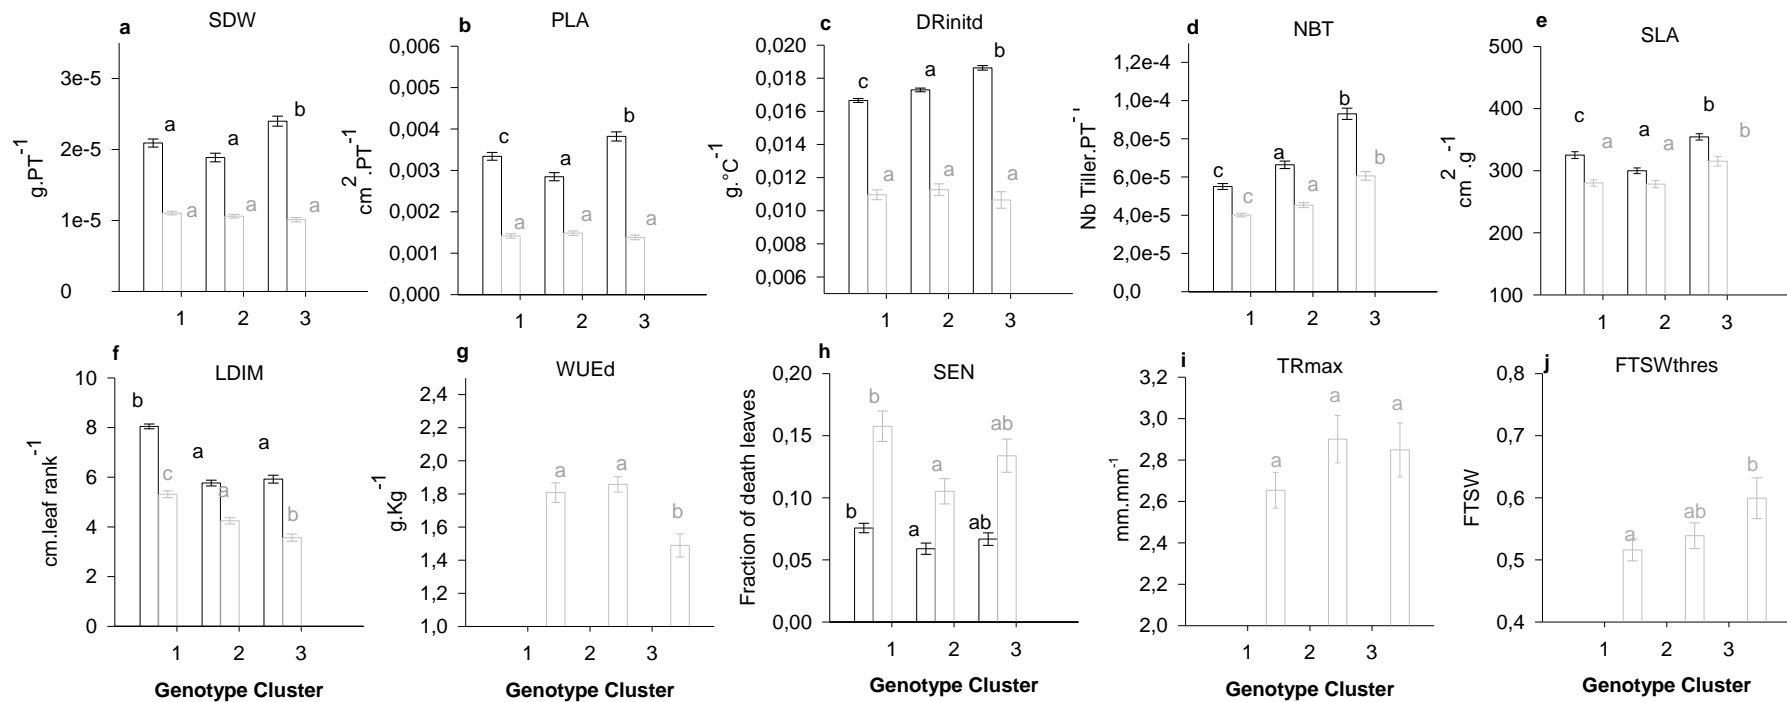 a SDW
3e-5
2e-5
1e-5
0
g.PT-1
a a b
a a a
1 2 3
b PLA
0,006
0,005
0,004
0,003
0,002
0,001
0,000
cm2.PT-1
c a b
a a a
1 2 3
c DRinitd
0,020
0,018
0,016
0,014
0,012
0,010
0,008
0,006
g.°C-1
c a b
a a a
1 2 3
d NBT
1,2e-4
1,0e-4
8,0e-5
6,0e-5
4,0e-5
2,0e-5
0,0
Nb Tiller.PT-1
c a b
c a b
1 2 3
e SLA
500
400
300
200
100
cm2.g-1
c a b
a a b
1 2 3
f LDIM
10
8
6
4
2
0
cm.leaf rank-1
b a a
c a b
1 2 3
Genotype Cluster
g WUEd
2,4
2,2
2,0
1,8
1,6
1,4
1,2
1,0
g.Kg-1
a a b
1 2 3
Genotype Cluster
h SEN
0,20
0,15
0,10
0,05
0,00
Fraction of death leaves
b a ab
b a ab
1 2 3
Genotype Cluster
i TRmax
3,2
3,0
2,8
2,6
2,4
2,2
2,0
mm.mm-1
a a a
1 2 3
Genotype Cluster
j FTSWthres
0,8
0,7
0,6
0,5
0,4
FTSW
a ab b
1 2 3
Genotype Cluster